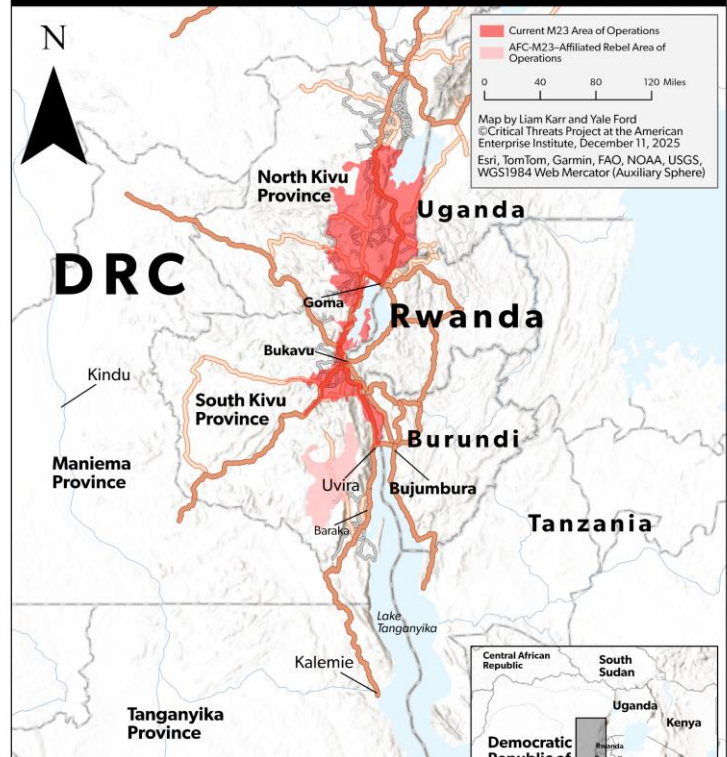 N
Current M23 Area of Operations
AFC-M23–Affiliated Rebel Area of
Operations
0 40 80 120 Miles
Map by Liam Karr and Yale Ford
©Critical Threats Project at the American
Enterprise Institute, December 11, 2025
Esri, TomTom, Garmin, FAO, NOAA, USGS,
WGS1984 Web Mercator (Auxiliary Sphere)
North Kivu
Province
Uganda
DRC
Goma
Rwanda
Bukavu
Kindu
South Kivu
Province
Burundi
Maniema
Province
Uvira
Bujumbura
Baraka
Tanzania
Lake
Tanganyika
Kalemie
Tanganyika
Province
Central African
Republic
South
Sudan
Uganda
Kenya
Democratic
Republic of
Rwanda